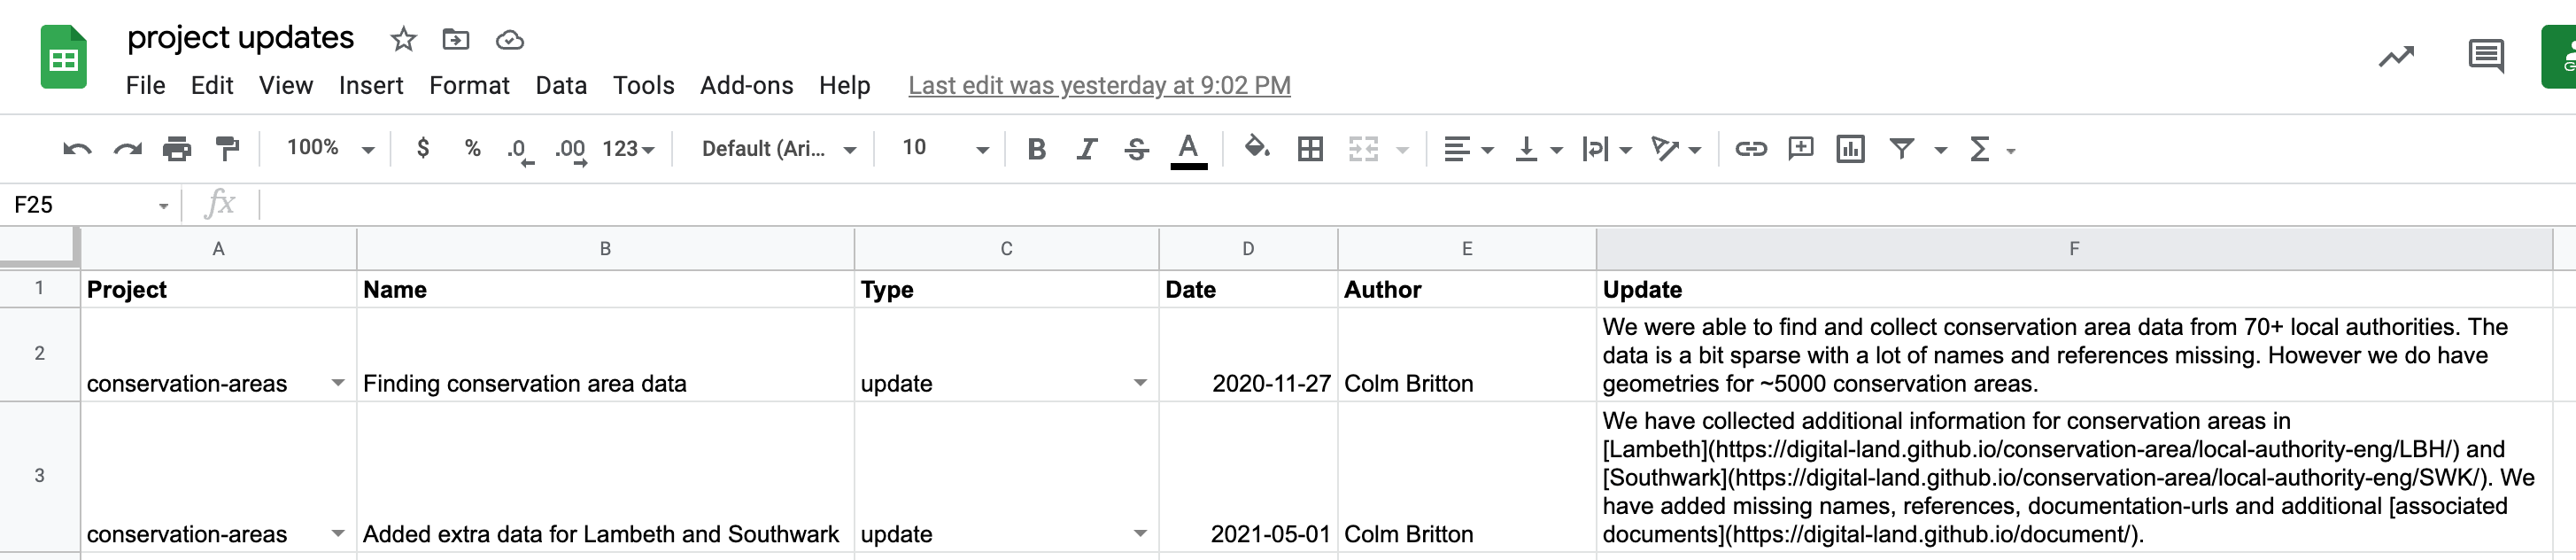 project updates
File Edit View Insert Format Data Tools Add-ons Help Last edit was yesterday at 9:02 PM
100% $ % .0 .00 123 Default (Ari... 10 B I S A
F25 fx
A B C D E F
1 Project Name Type Date Author Update
2 conservation-areas Finding conservation area data update 2020-11-27 Colm Britton
We were able to find and collect conservation area data from 70+ local authorities. The
data is a bit sparse with a lot of names and references missing. However we do have
geometries for ~5000 conservation areas.
3 conservation-areas Added extra data for Lambeth and Southwark update 2021-05-01 Colm Britton
We have collected additional information for conservation areas in
[Lambeth](https://digital-land.github.io/conservation-area/local-authority-eng/LBH/) and
[Southwark](https://digital-land.github.io/conservation-area/local-authority-eng/SWK/). We
have added missing names, references, documentation-urls and additional [associated
documents](https://digital-land.github.io/document/).